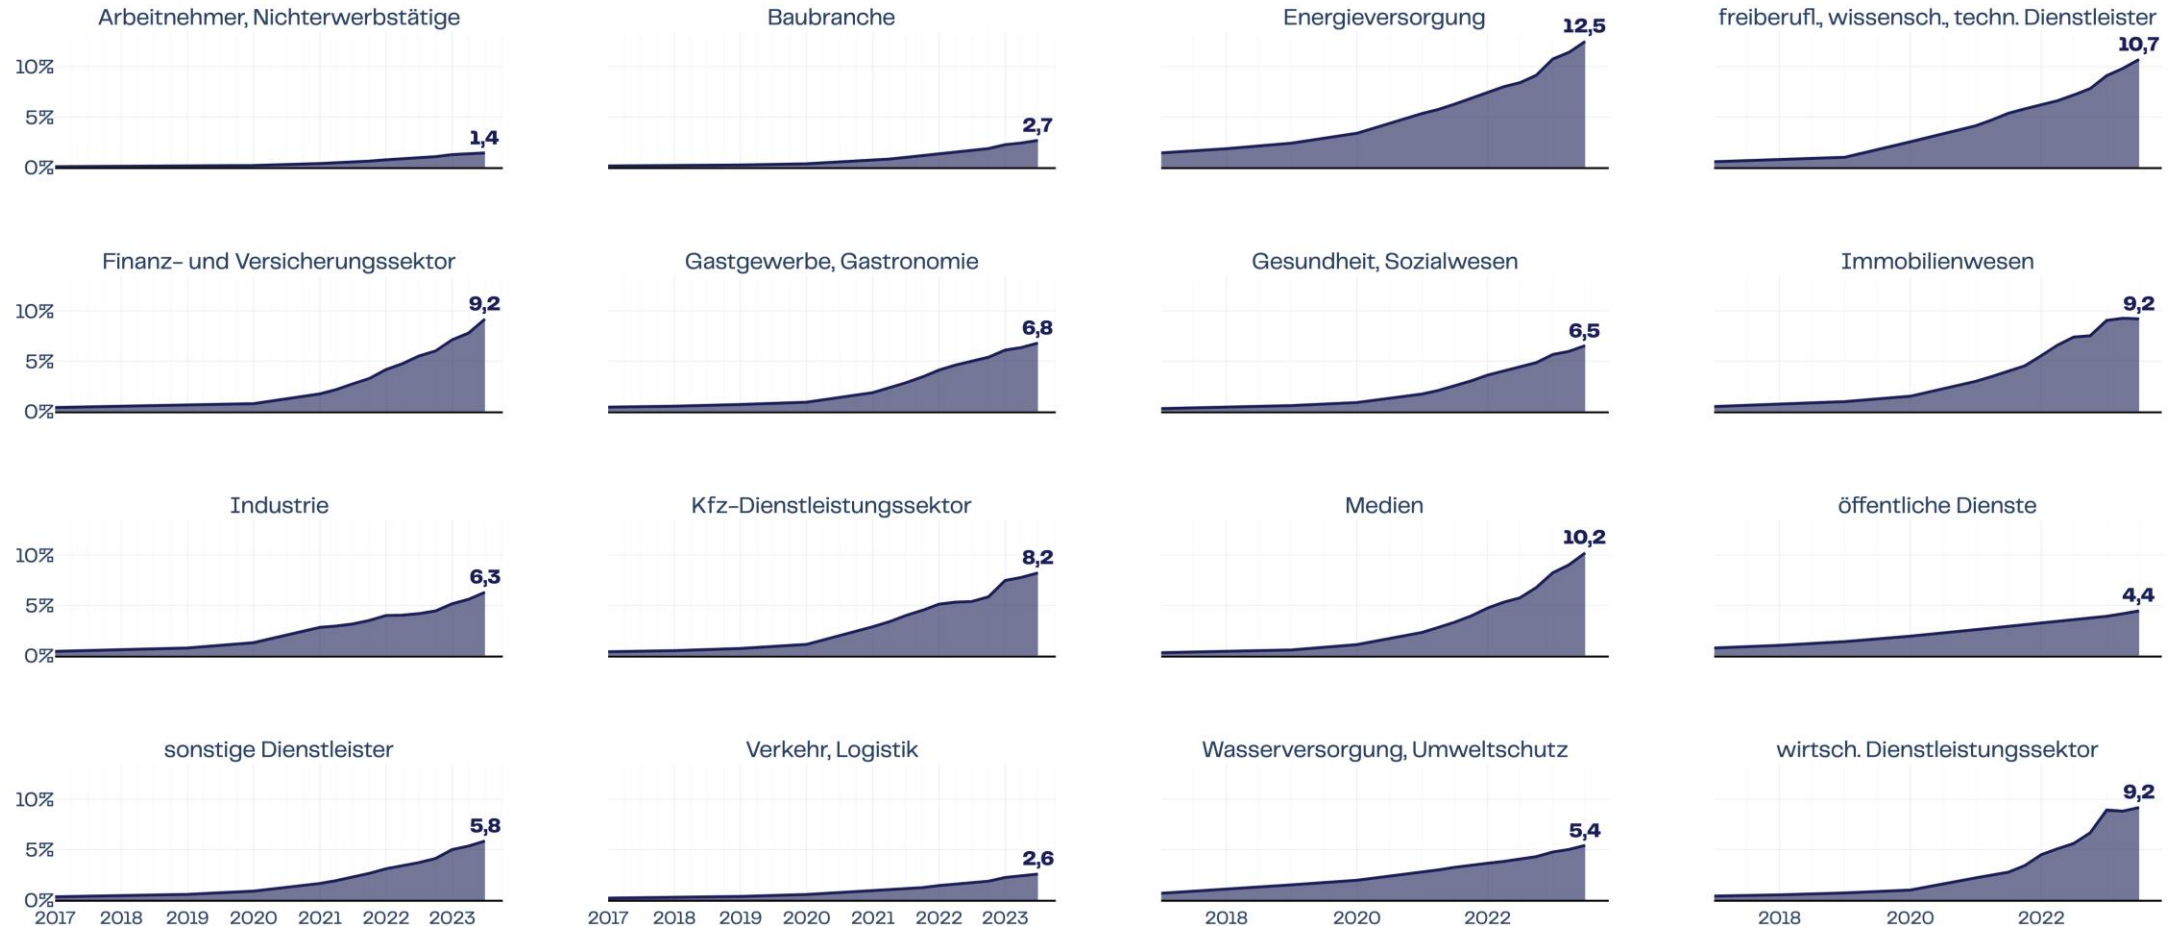 Arbeitnehmer, Nichterwerbstätige
10%
5%
0%
1,4
Baubranche
2,7
Energieversorgung
12,5
freiberufl., wissensch., techn. Dienstleister
10,7
Finanz- und Versicherungssektor
10%
5%
0%
9,2
Gastgewerbe, Gastronomie
6,8
Gesundheit, Sozialwesen
6,5
Immobilienwesen
9,2
Industrie
10%
5%
0%
6,3
Kfz-Dienstleistungssektor
8,2
Medien
10,2
öffentliche Dienste
4,4
sonstige Dienstleister
10%
5%
0%
5,8
2017 2018 2019 2020 2021 2022 2023
Verkehr, Logistik
2,6
2017 2018 2019 2020 2021 2022 2023
Wasserversorgung, Umweltschutz
5,4
2018 2020 2022
wirtsch. Dienstleistungssektor
9,2
2018 2020 2022